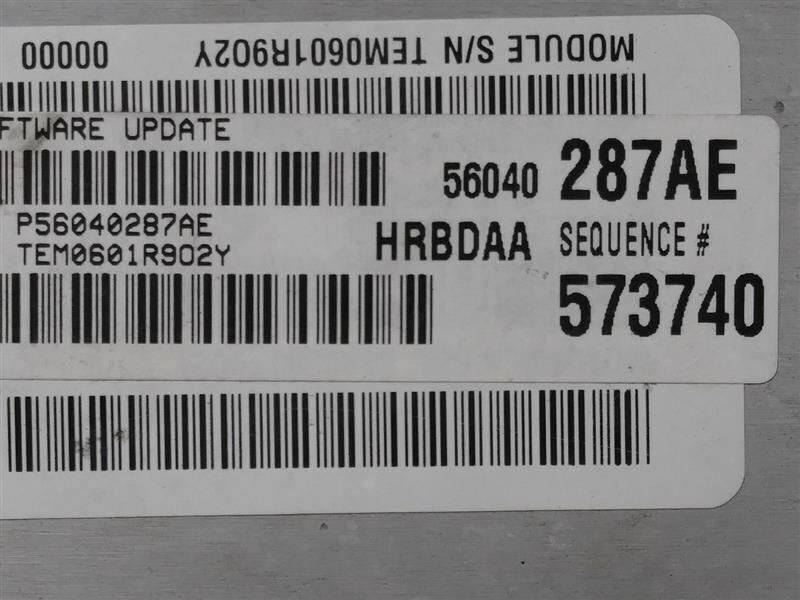 MODULE S/N TEM0601R902Y 00000
FTWARE UPDATE
56040 287AE
P56040287AE
TEM0601R902Y
HRBDAA SEQUENCE #
573740